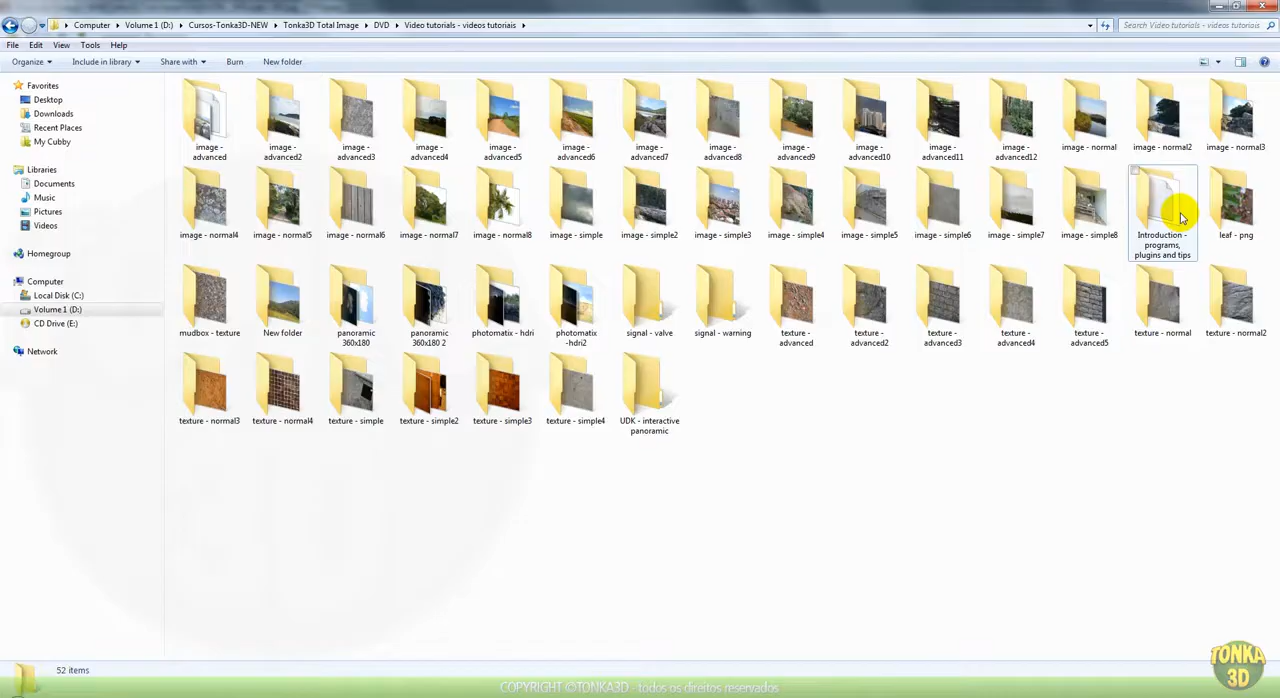 Computer ▸ Volume 1 (D:) ▸ Cursos-Tonka3D-NEW ▸ Tonka3D Total Image ▸ DVD ▸ Video tutorials - videos tutoriais ▸
Search Video tutorials - videos tutoriais
File Edit View Tools Help
Organize Include in library Share with Burn New folder
Favorites
Desktop
Downloads
Recent Places
My Cubby
Libraries
Documents
Music
Pictures
Videos
Homegroup
Computer
Local Disk (C:)
Volume 1 (D:)
CD Drive (E:)
Network
image - advanced
image - advanced2
image - advanced3
image - advanced4
image - advanced5
image - advanced6
image - advanced7
image - advanced8
image - advanced9
image - advanced10
image - advanced11
image - advanced12
image - normal
image - normal2
image - normal3
image - normal4
image - normal5
image - normal6
image - normal7
image - normal8
image - simple
image - simple2
image - simple3
image - simple4
image - simple5
image - simple6
image - simple7
image - simple8
Introduction -
programs,
plugins and tips
leaf - png
mudbox - texture
New folder
panoramic
360x180
panoramic
360x180 2
photomatix - hdri
photomatix
-hdri2
signal - valve
signal - warning
texture -
advanced
texture -
advanced2
texture -
advanced3
texture -
advanced4
texture -
advanced5
texture - normal
texture - normal2
texture - normal3
texture - normal4
texture - simple
texture - simple2
texture - simple3
texture - simple4
UDK - interactive
panoramic
52 items
COPYRIGHT ©TONKA3D - todos os direitos reservados
TONKA
3D